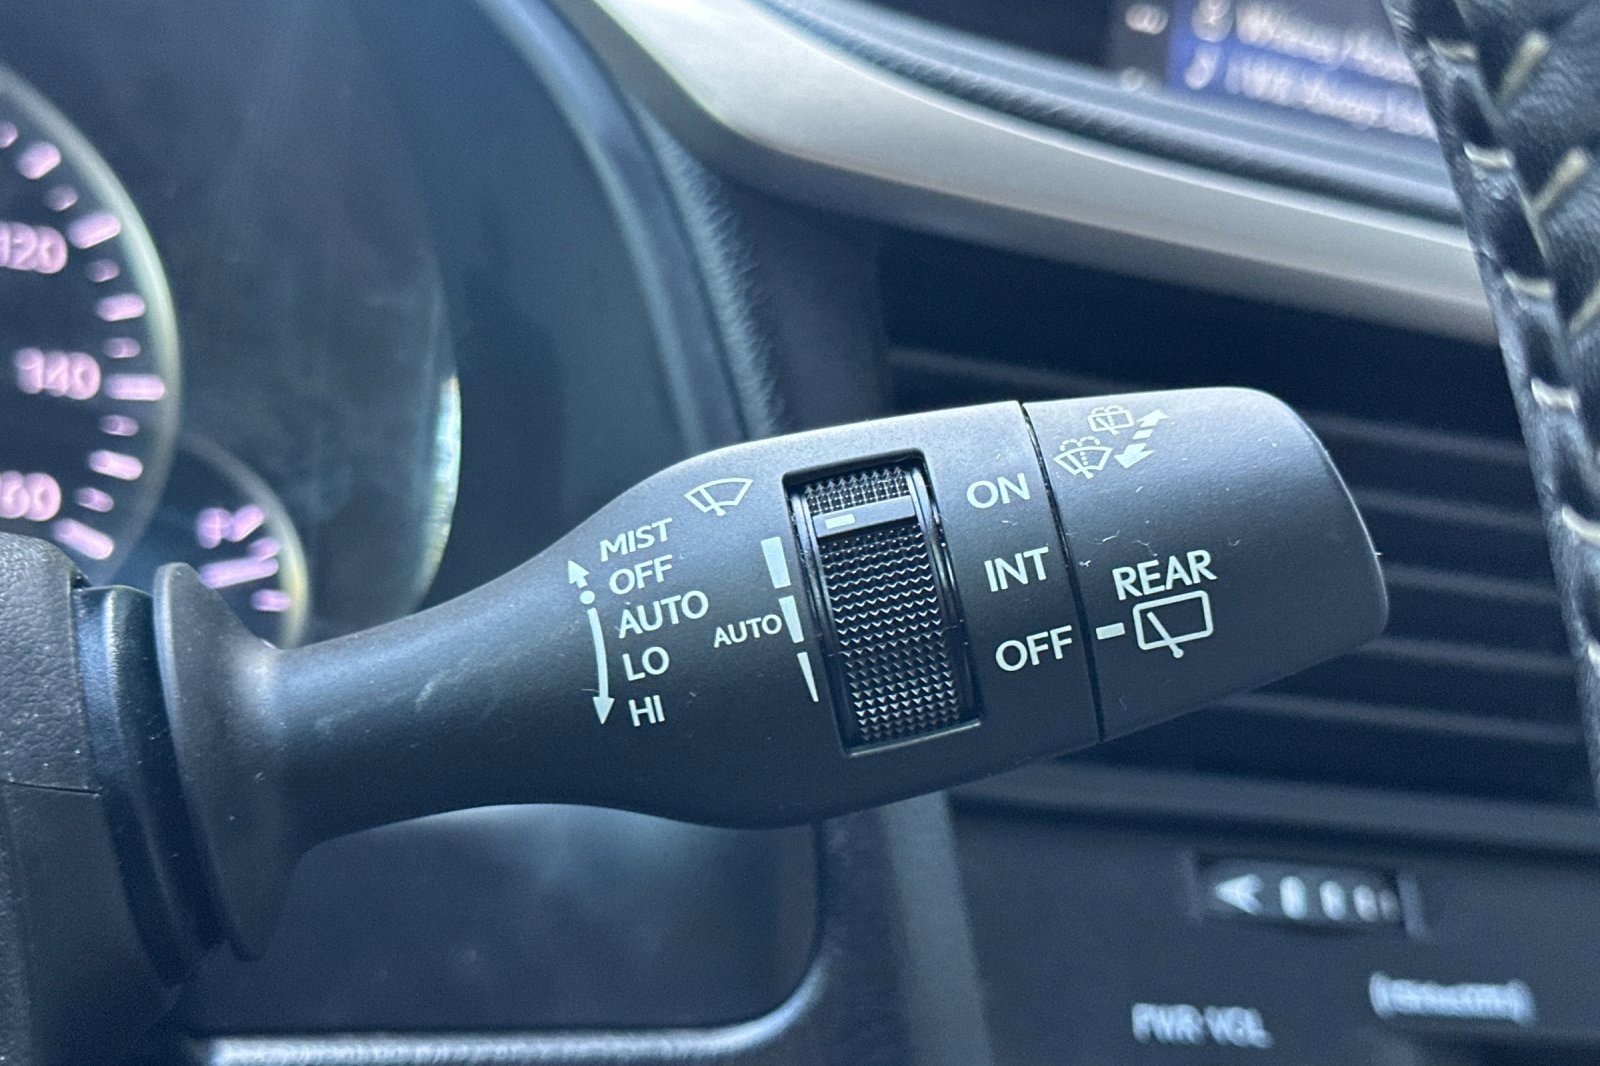 120
140
MIST
OFF
AUTO
LO
HI
AUTO
ON
INT
OFF
REAR
PWR·VOL